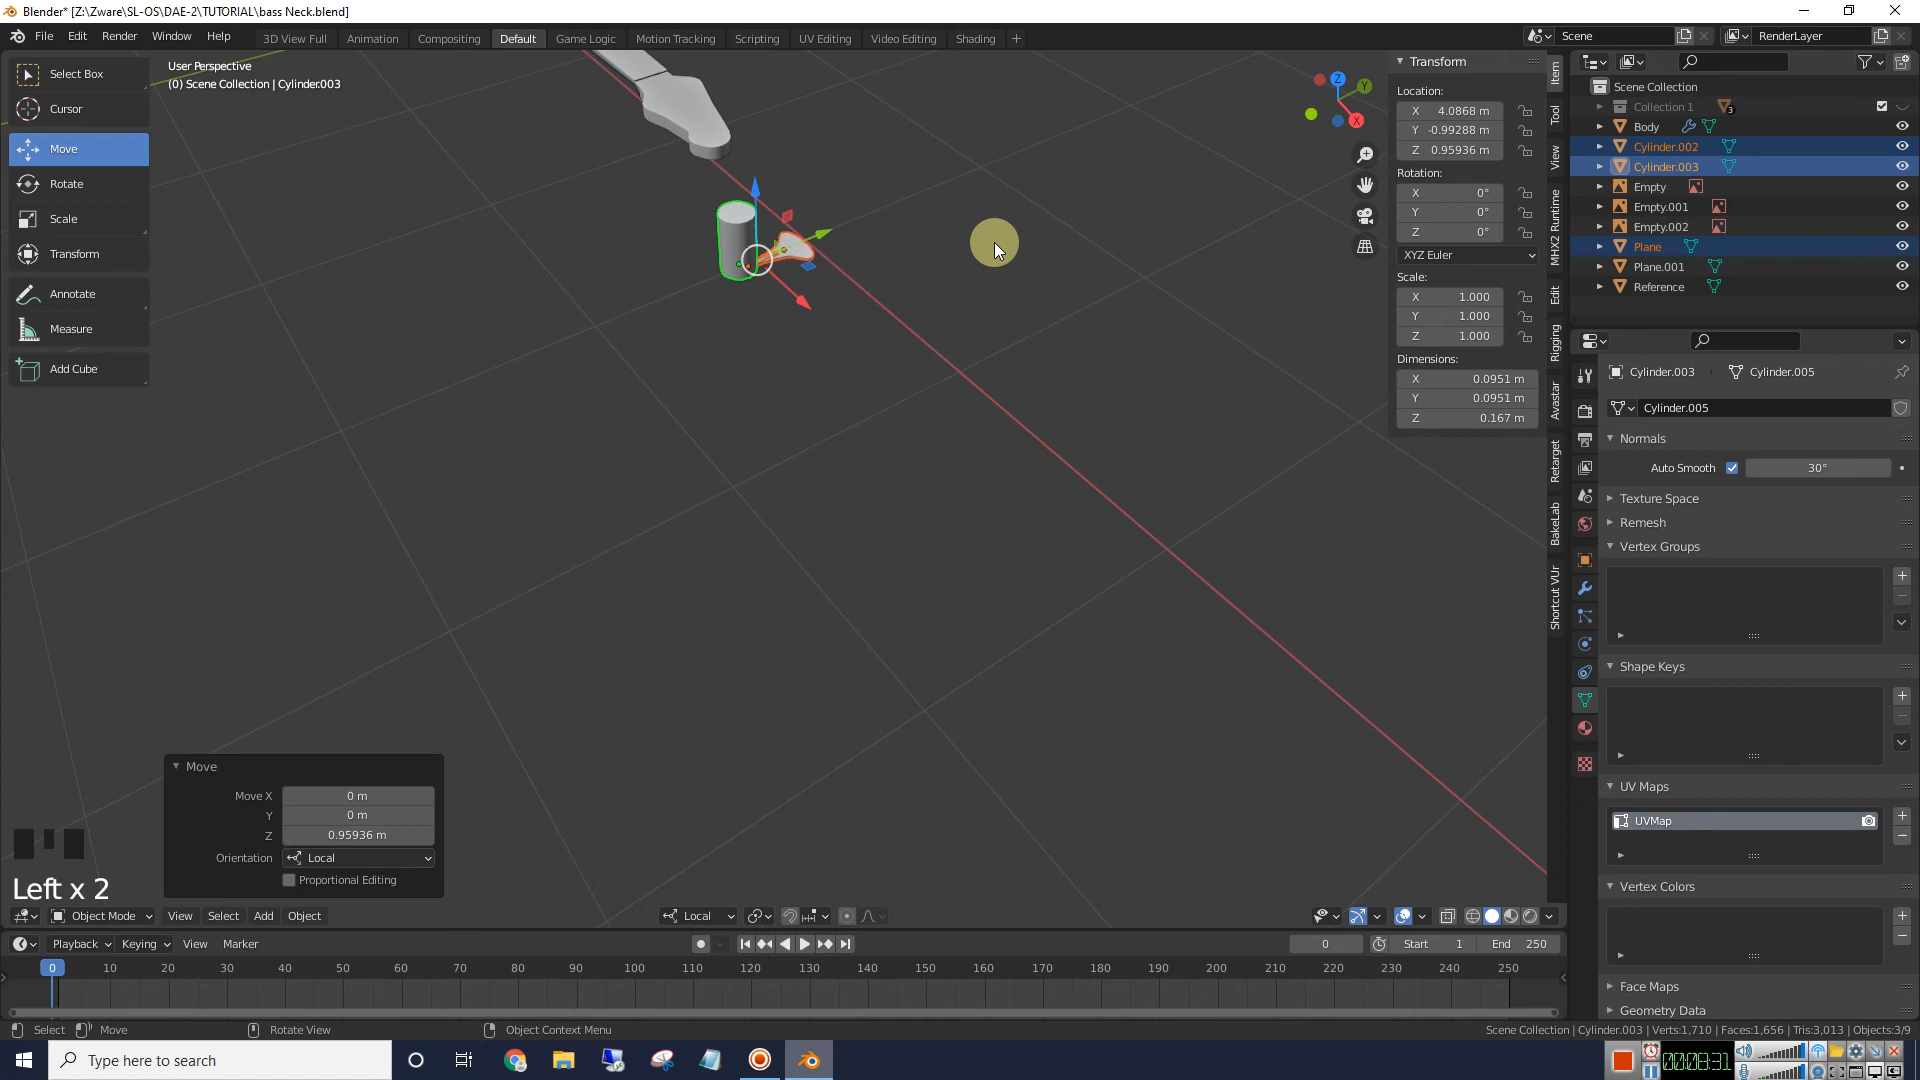 Blender* [Z:\Zware\SL-OS\DAE-2\TUTORIAL\bass Neck.blend]
File Edit Render Window Help 3D View Full Animation Compositing Default Game Logic Motion Tracking Scripting UV Editing Video Editing Shading + Scene RenderLayer
Select Box
Cursor
Move
Rotate
Scale
Transform
Annotate
Measure
Add Cube
User Perspective
(0) Scene Collection | Cylinder.003
Z
Y
X
Transform
Location:
X 4.0868 m
Y -0.99288 m
Z 0.95936 m
Rotation:
X 0°
Y 0°
Z 0°
XYZ Euler
Scale:
X 1.000
Y 1.000
Z 1.000
Dimensions:
X 0.0951 m
Y 0.0951 m
Z 0.167 m
Item
Tool
View
MHX2 Runtime
Edit
Rigging
Avastar
Retarget
BakeLab
Shortcut VUr
Scene Collection
Collection 1 3
Body
Cylinder.002
Cylinder.003
Empty
Empty.001
Empty.002
Plane
Plane.001
Reference
Cylinder.003 Cylinder.005
Cylinder.005
Normals
Auto Smooth 30°
Texture Space
Remesh
Vertex Groups
Shape Keys
UV Maps
UVMap
Vertex Colors
Face Maps
Geometry Data
Move
Move X 0 m
Y 0 m
Z 0.95936 m
Orientation Local
Proportional Editing
Left x 2
Object Mode View Select Add Object Local
Playback Keying View Marker 0 Start 1 End 250
0 10 20 30 40 50 60 70 80 90 100 110 120 130 140 150 160 170 180 190 200 210 220 230 240 250
Select Move Rotate View Object Context Menu Scene Collection | Cylinder.003 | Verts:1,710 | Faces:1,656 | Tris:3,013 | Objects:3/9
Type here to search 00:08:31